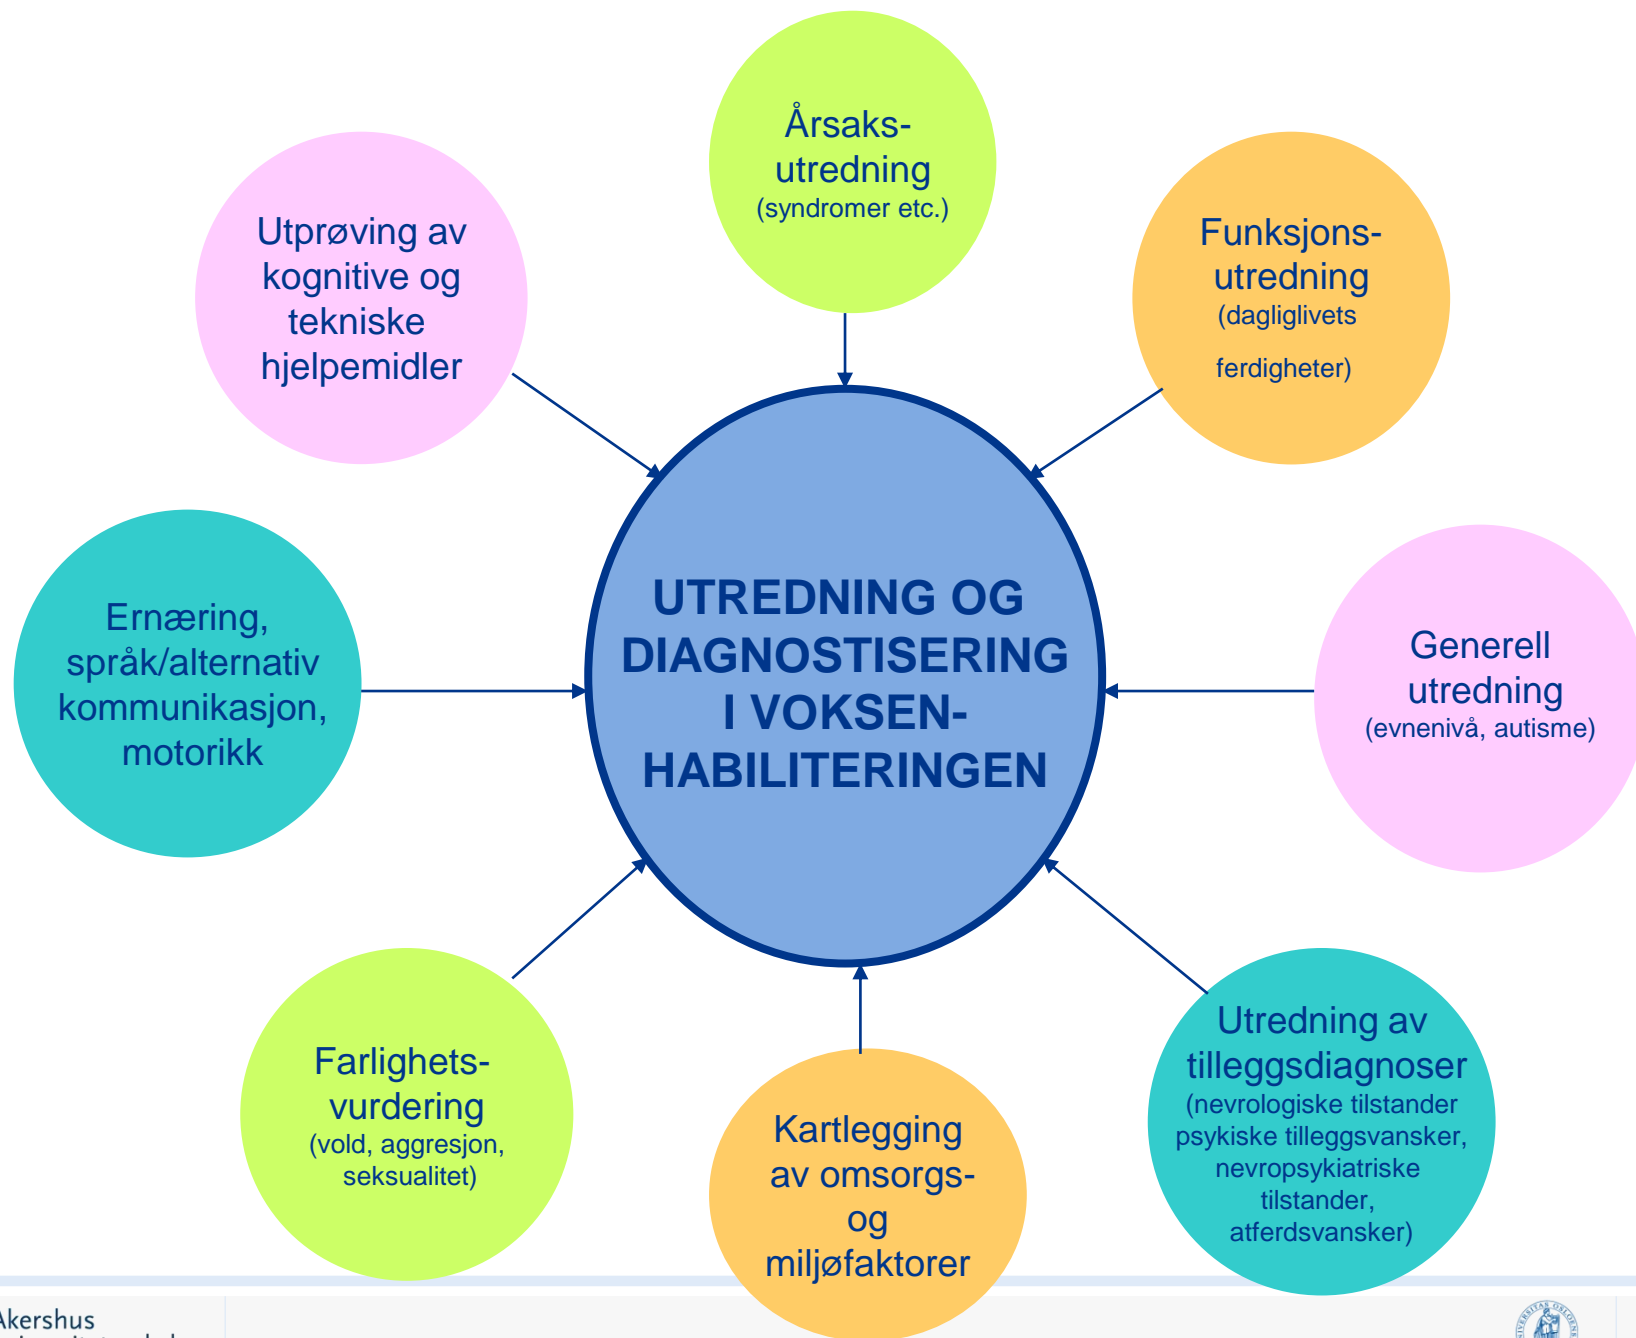 Årsaks-
utredning
(syndromer etc.)
Funksjons-
utredning
(dagliglivets
ferdigheter)
Generell
utredning
(evnenivå, autisme)
Utredning av
tilleggsdiagnoser
(nevrologiske tilstander
psykiske tilleggsvansker,
nevropsykiatriske
tilstander,
atferdsvansker)
Kartlegging
av omsorgs-
og
miljøfaktorer
Farlighets-
vurdering
(vold, aggresjon,
seksualitet)
Ernæring,
språk/alternativ
kommunikasjon,
motorikk
Utprøving av
kognitive og
tekniske
hjelpemidler
UTREDNING OG
DIAGNOSTISERING
I VOKSEN-
HABILITERINGEN
Akershus